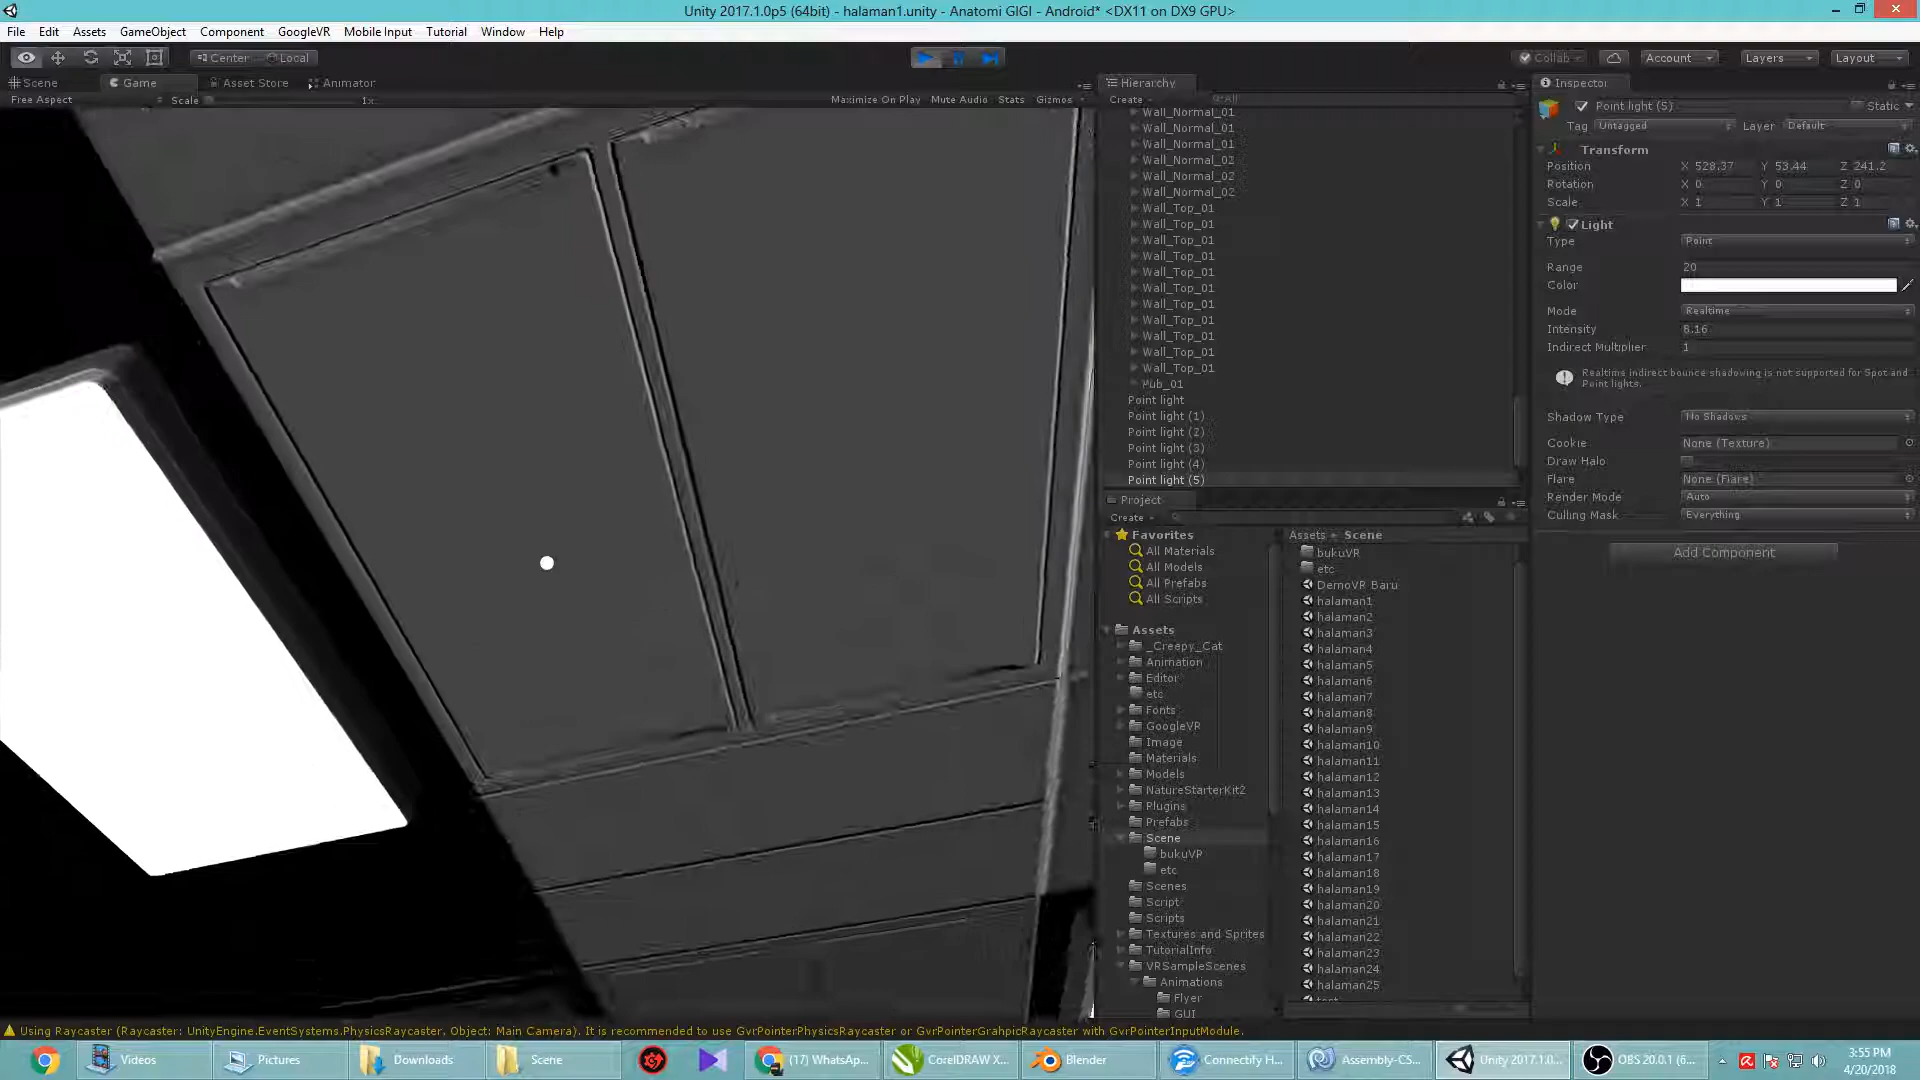 Unity 2017.1.0p5 (64bit) - halaman1.unity - Anatomi GIGI - Android* <DX11 on DX9 GPU>
File Edit Assets GameObject Component GoogleVR Mobile Input Tutorial Window Help
Center Local
Collab Account Layers Layout
Scene Game Asset Store Animator
Free Aspect Scale 1x
Maximize On Play Mute Audio Stats Gizmos
Hierarchy
Create All
Wall_Normal_01
Wall_Normal_01
Wall_Normal_01
Wall_Normal_02
Wall_Normal_02
Wall_Normal_02
Wall_Top_01
Wall_Top_01
Wall_Top_01
Wall_Top_01
Wall_Top_01
Wall_Top_01
Wall_Top_01
Wall_Top_01
Wall_Top_01
Wall_Top_01
Wall_Top_01
Pub_01
Point light
Point light (1)
Point light (2)
Point light (3)
Point light (4)
Point light (5)
Project
Create
Favorites
All Materials
All Models
All Prefabs
All Scripts
Assets
_Creepy_Cat
Animation
Editor
etc
Fonts
GoogleVR
Image
Materials
Models
NatureStarterKit2
Plugins
Prefabs
Scene
bukuVP
etc
Scenes
Script
Scripts
Textures and Sprites
TutorialInfo
VRSampleScenes
Animations
Flyer
GUI
Assets Scene
bukuVR
etc
DemoVR Baru
halaman1
halaman2
halaman3
halaman4
halaman5
halaman6
halaman7
halaman8
halaman9
halaman10
halaman11
halaman12
halaman13
halaman14
halaman15
halaman16
halaman17
halaman18
halaman19
halaman20
halaman21
halaman22
halaman23
halaman24
halaman25
Inspector
Point light (5) Static
Tag Untagged Layer Default
Transform
Position X 528.37 Y 53.44 Z 241.2
Rotation X 0 Y 0 Z 0
Scale X 1 Y 1 Z 1
Light
Type Point
Range 20
Color
Mode Realtime
Intensity 8.16
Indirect Multiplier 1
Realtime indirect bounce shadowing is not supported for Spot and
Point lights.
Shadow Type No Shadows
Cookie None (Texture)
Draw Halo
Flare None (Flare)
Render Mode Auto
Culling Mask Everything
Add Component
Using Raycaster (Raycaster: UnityEngine.EventSystems.PhysicsRaycaster, Object: Main Camera). It is recommended to use GvrPointerPhysicsRaycaster or GvrPointerGrahpicRaycaster with GvrPointerInputModule.
Videos Pictures Downloads Scene (17) WhatsAp... CorelDRAW X... Blender Connectify H... Assembly-CS... Unity 2017.1.0... OBS 20.0.1 (6...
3:55 PM
4/20/2018